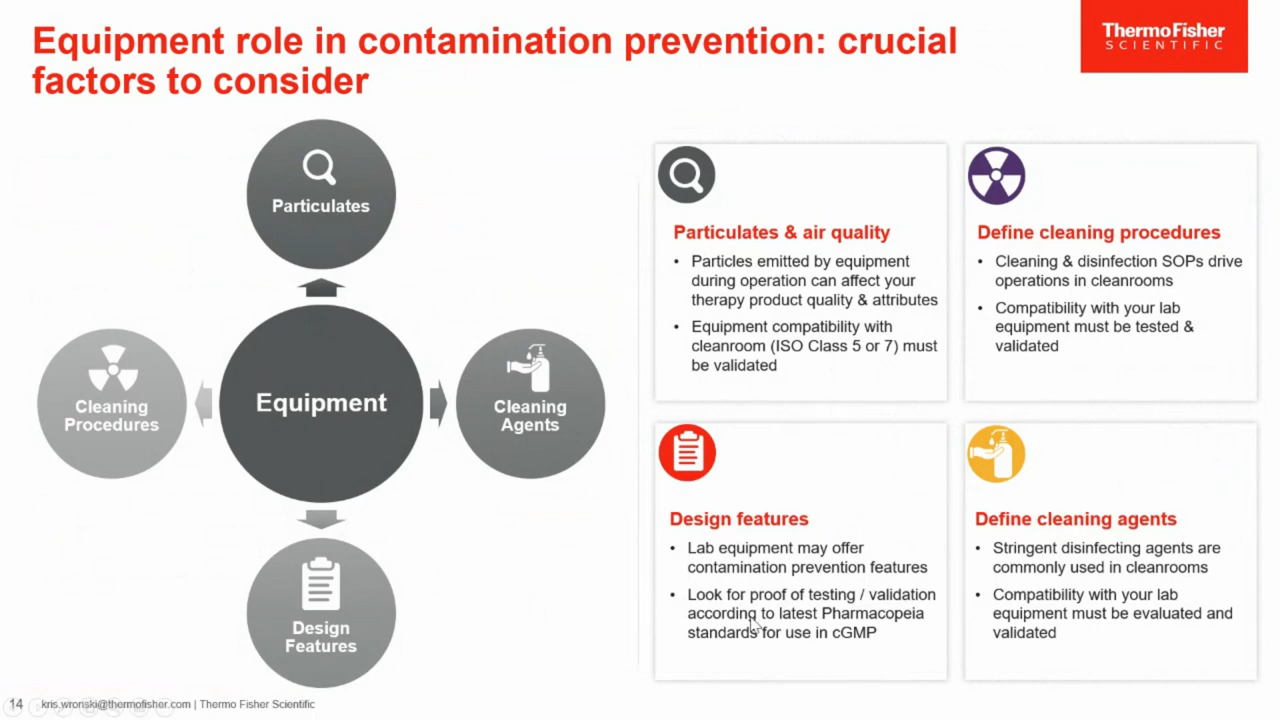 Equipment role in contamination prevention: crucial
factors to consider
ThermoFisher
SCIENTIFIC
Particulates
Cleaning
Procedures
Equipment
Cleaning
Agents
Design
Features
Particulates & air quality
• Particles emitted by equipment
during operation can affect your
therapy product quality & attributes
• Equipment compatibility with
cleanroom (ISO Class 5 or 7) must
be validated
Define cleaning procedures
• Cleaning & disinfection SOPs drive
operations in cleanrooms
• Compatibility with your lab
equipment must be tested &
validated
Design features
• Lab equipment may offer
contamination prevention features
• Look for proof of testing / validation
according to latest Pharmacopeia
standards for use in cGMP
Define cleaning agents
• Stringent disinfecting agents are
commonly used in cleanrooms
• Compatibility with your lab
equipment must be evaluated and
validated
14 kris.wronski@thermofisher.com | Thermo Fisher Scientific